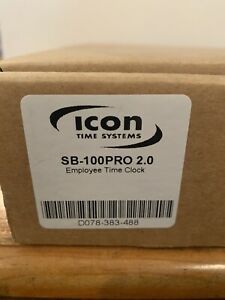 icon
TIME SYSTEMS
SB-100PRO 2.0
Employee Time Clock
D078-383-488